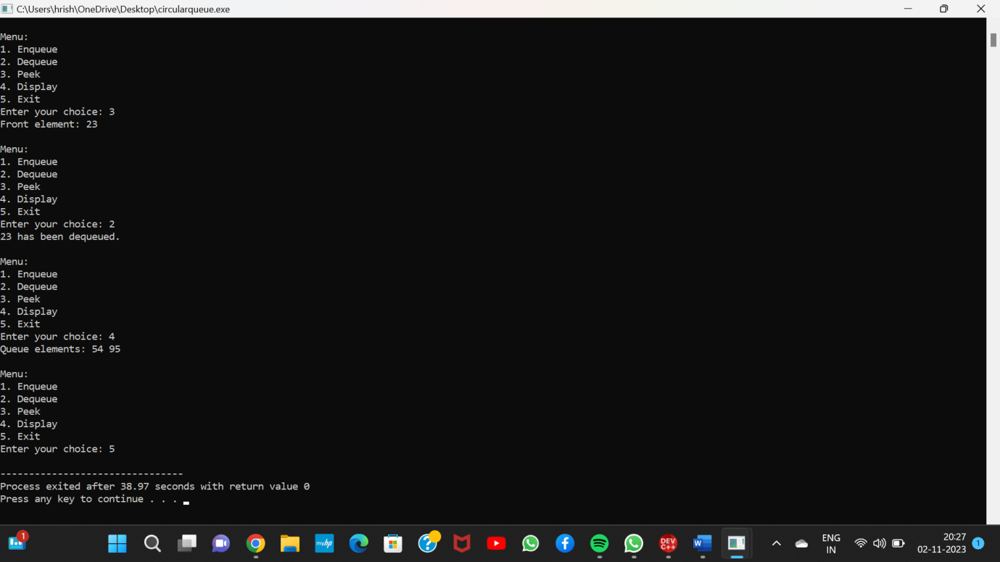 C:\Users\hrish\OneDrive\Desktop\circularqueue.exe
Menu:
1. Enqueue
2. Dequeue
3. Peek
4. Display
5. Exit
Enter your choice: 3
Front element: 23
Menu:
1. Enqueue
2. Dequeue
3. Peek
4. Display
5. Exit
Enter your choice: 2
23 has been dequeued.
Menu:
1. Enqueue
2. Dequeue
3. Peek
4. Display
5. Exit
Enter your choice: 4
Queue elements: 54 95
Menu:
1. Enqueue
2. Dequeue
3. Peek
4. Display
5. Exit
Enter your choice: 5
--------------------------------
Process exited after 38.97 seconds with return value 0
Press any key to continue . . .
1
myhp
DEV C++
W
ENG
IN
20:27
02-11-2023
1